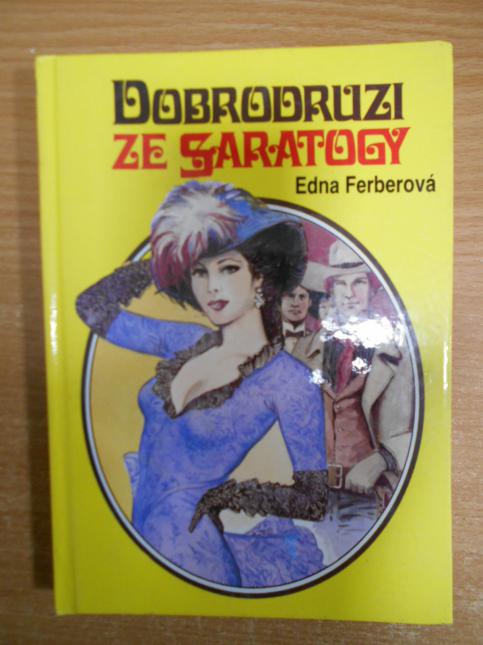 DOBRODRUZI
ZE SARATOGY
Edna Ferberová